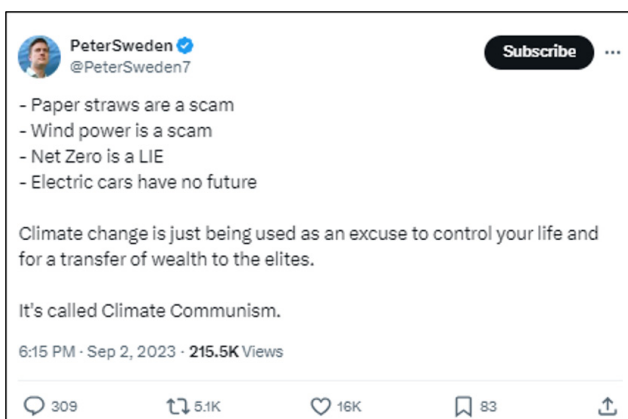 PeterSweden
@PeterSweden7
Subscribe
- Paper straws are a scam
- Wind power is a scam
- Net Zero is a LIE
- Electric cars have no future
Climate change is just being used as an excuse to control your life and
for a transfer of wealth to the elites.
It's called Climate Communism.
6:15 PM · Sep 2, 2023 · 215.5K Views
309 5.1K 16K 83